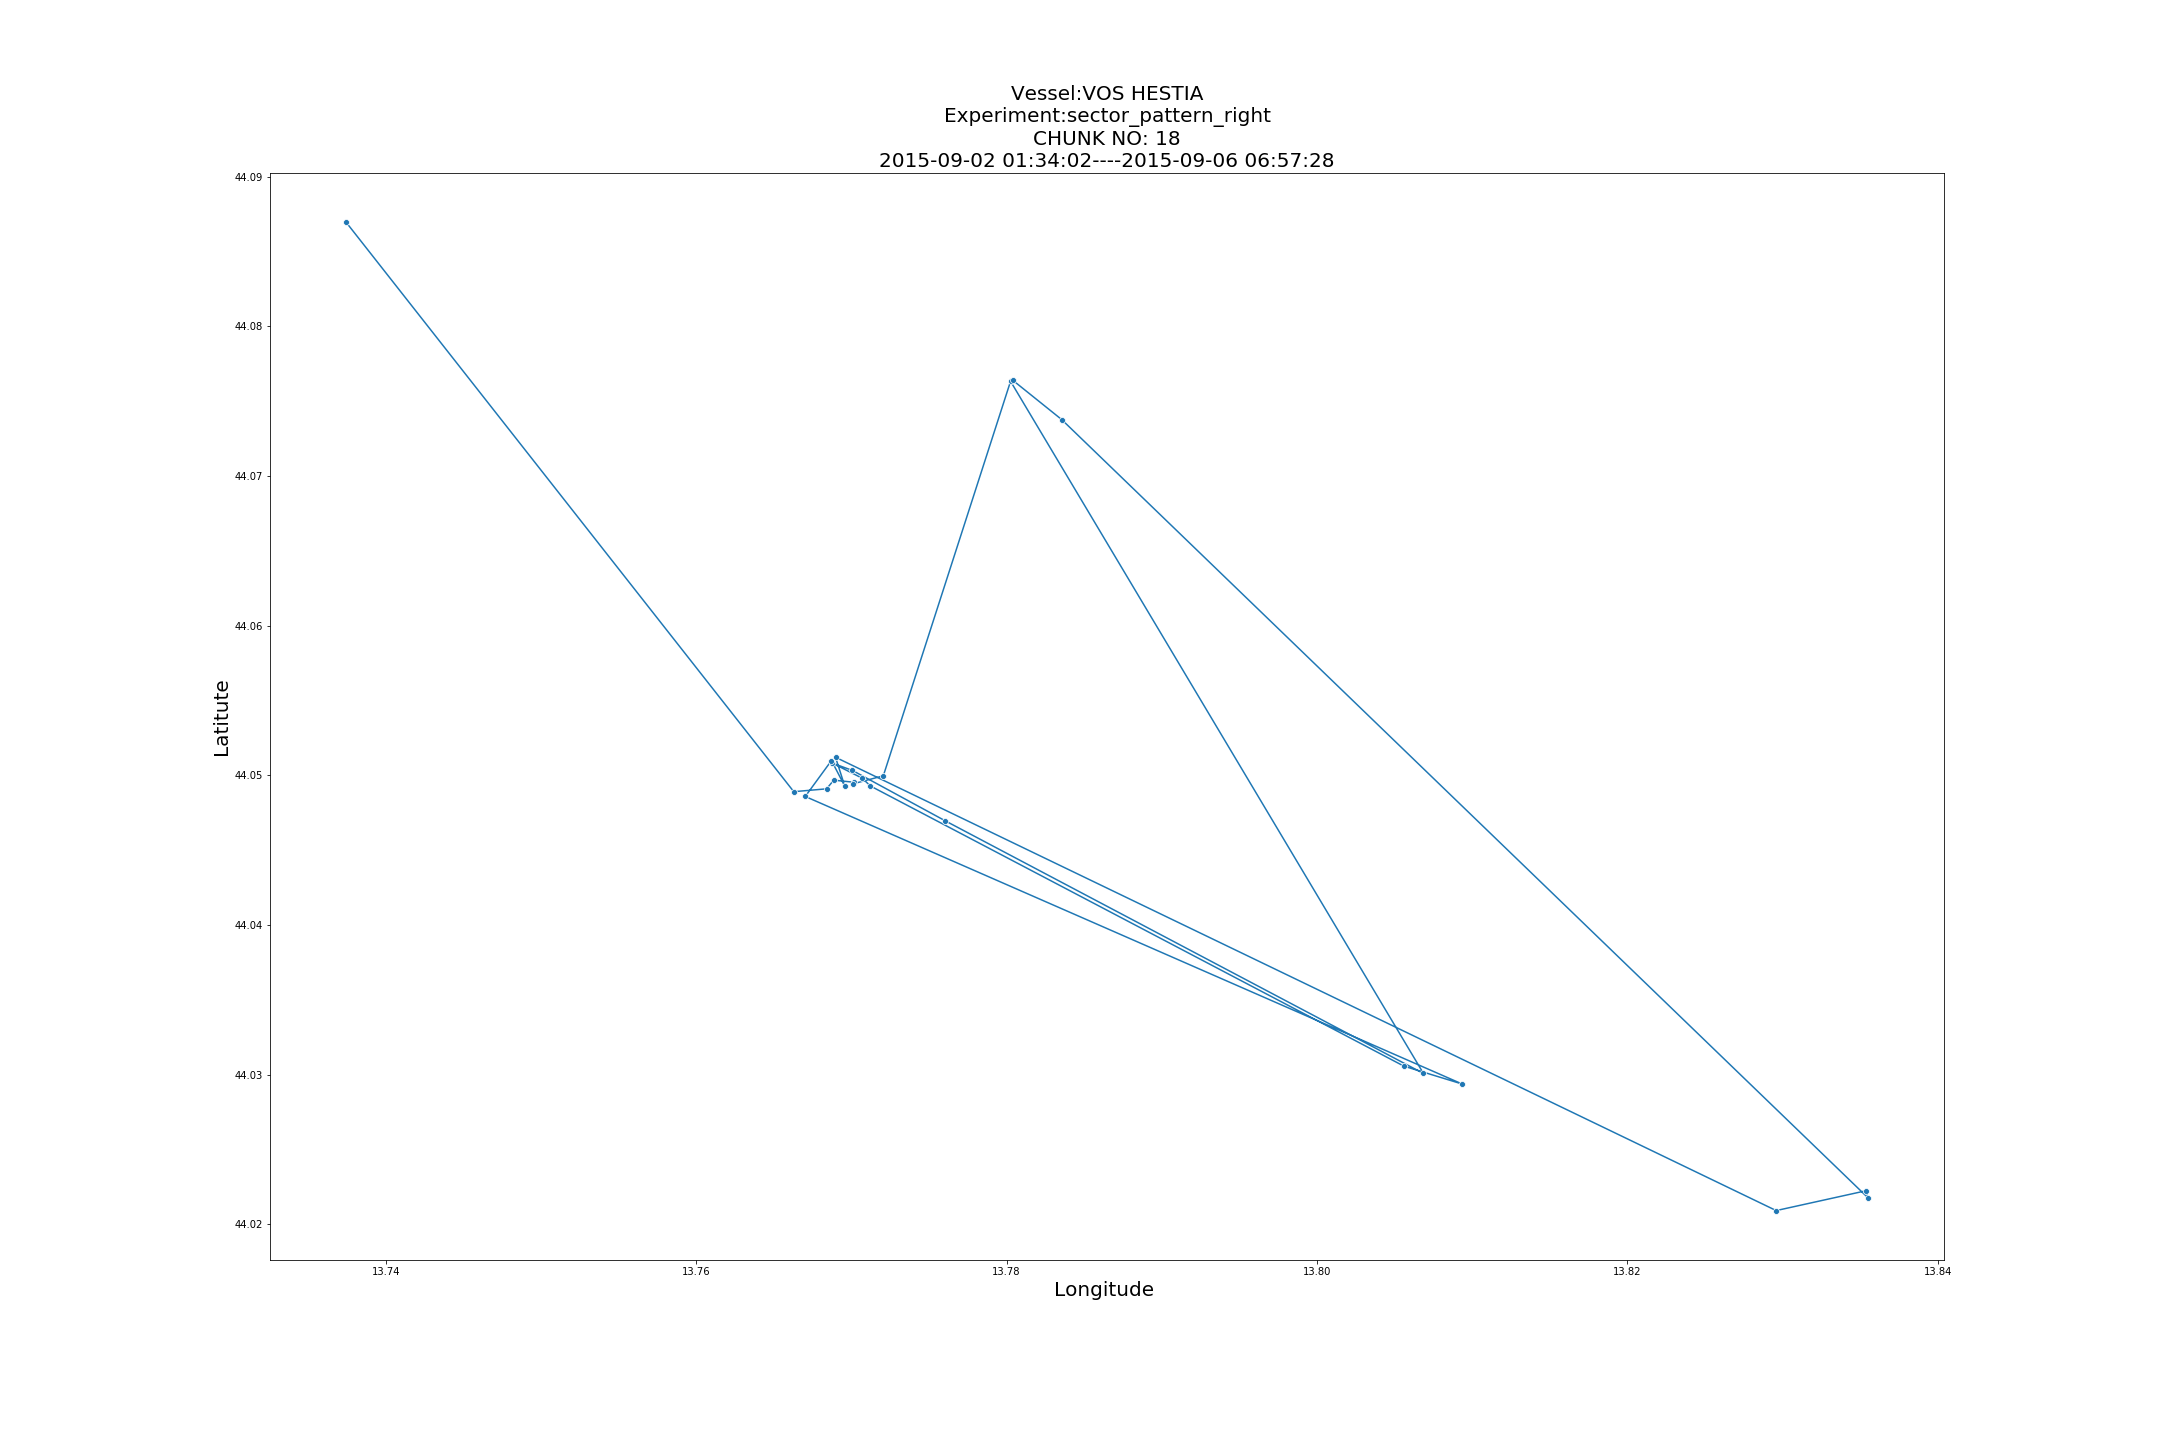 Vessel:VOS HESTIA
Experiment:sector_pattern_right
CHUNK NO: 18
2015-09-02 01:34:02----2015-09-06 06:57:28
44.09
44.08
44.07
44.06
44.05
44.04
44.03
44.02
Latitute
13.74
13.76
13.78
13.80
13.82
13.84
Longitude